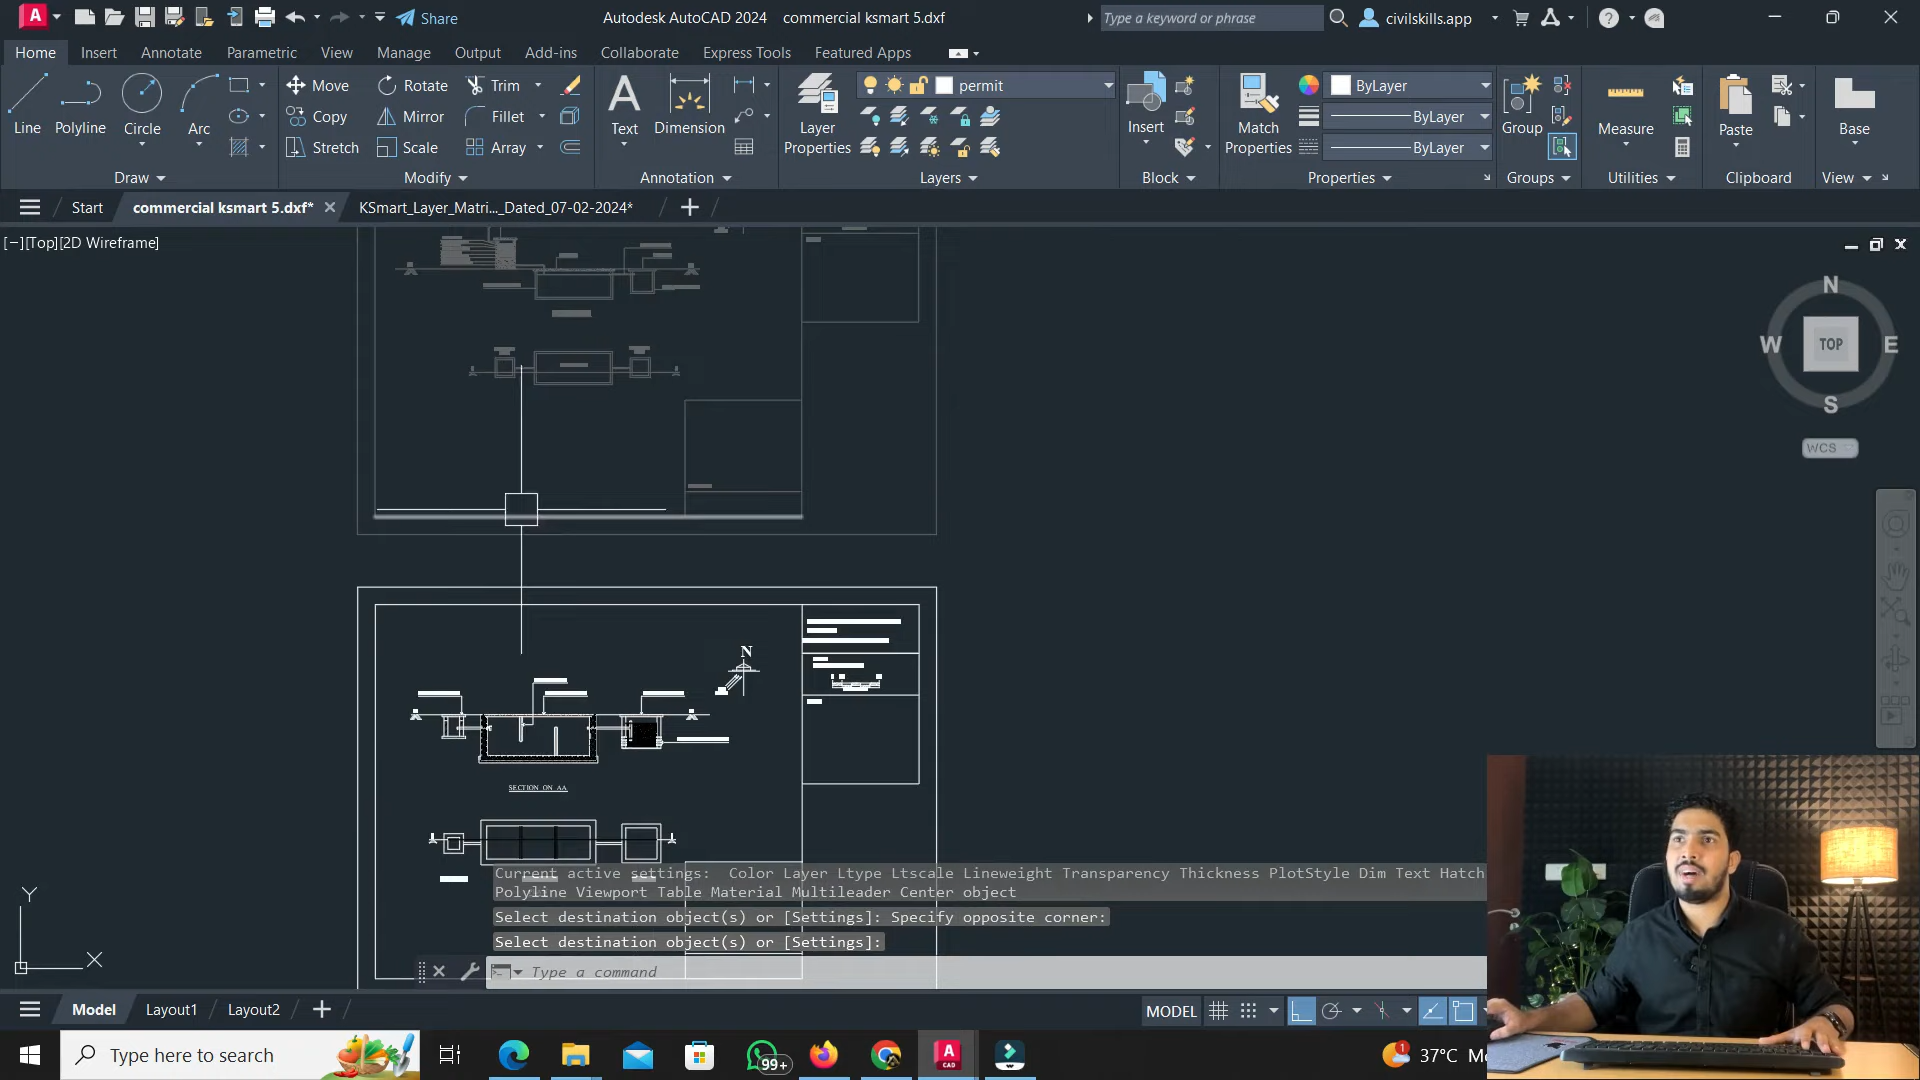 Share
Autodesk AutoCAD 2024 commercial ksmart 5.dxf
Type a keyword or phrase
civilskills.app
Home Insert Annotate Parametric View Manage Output Add-ins Collaborate Express Tools Featured Apps
Line
Polyline
Circle
Arc
Draw
Move
Rotate
Trim
Copy
Mirror
Fillet
Stretch
Scale
Array
Modify
Text
Dimension
Annotation
Layer
Properties
permit
Layers
Insert
Block
Match
Properties
ByLayer
ByLayer
ByLayer
Properties
Group
Groups
Measure
Utilities
Paste
Clipboard
Base
View
Start
commercial ksmart 5.dxf*
KSmart_Layer_Matri..._Dated_07-02-2024*
[−][Top][2D Wireframe]
N
W
TOP
E
S
WCS
N
SECTION ON AA
Current active settings: Color Layer Ltype Ltscale Lineweight Transparency Thickness PlotStyle Dim Text Hatch
Polyline Viewport Table Material Multileader Center object
Select destination object(s) or [Settings]: Specify opposite corner:
Select destination object(s) or [Settings]:
Type a command
Y
X
Model Layout1 Layout2
MODEL
Type here to search
99+
A
CAD
1
37°C